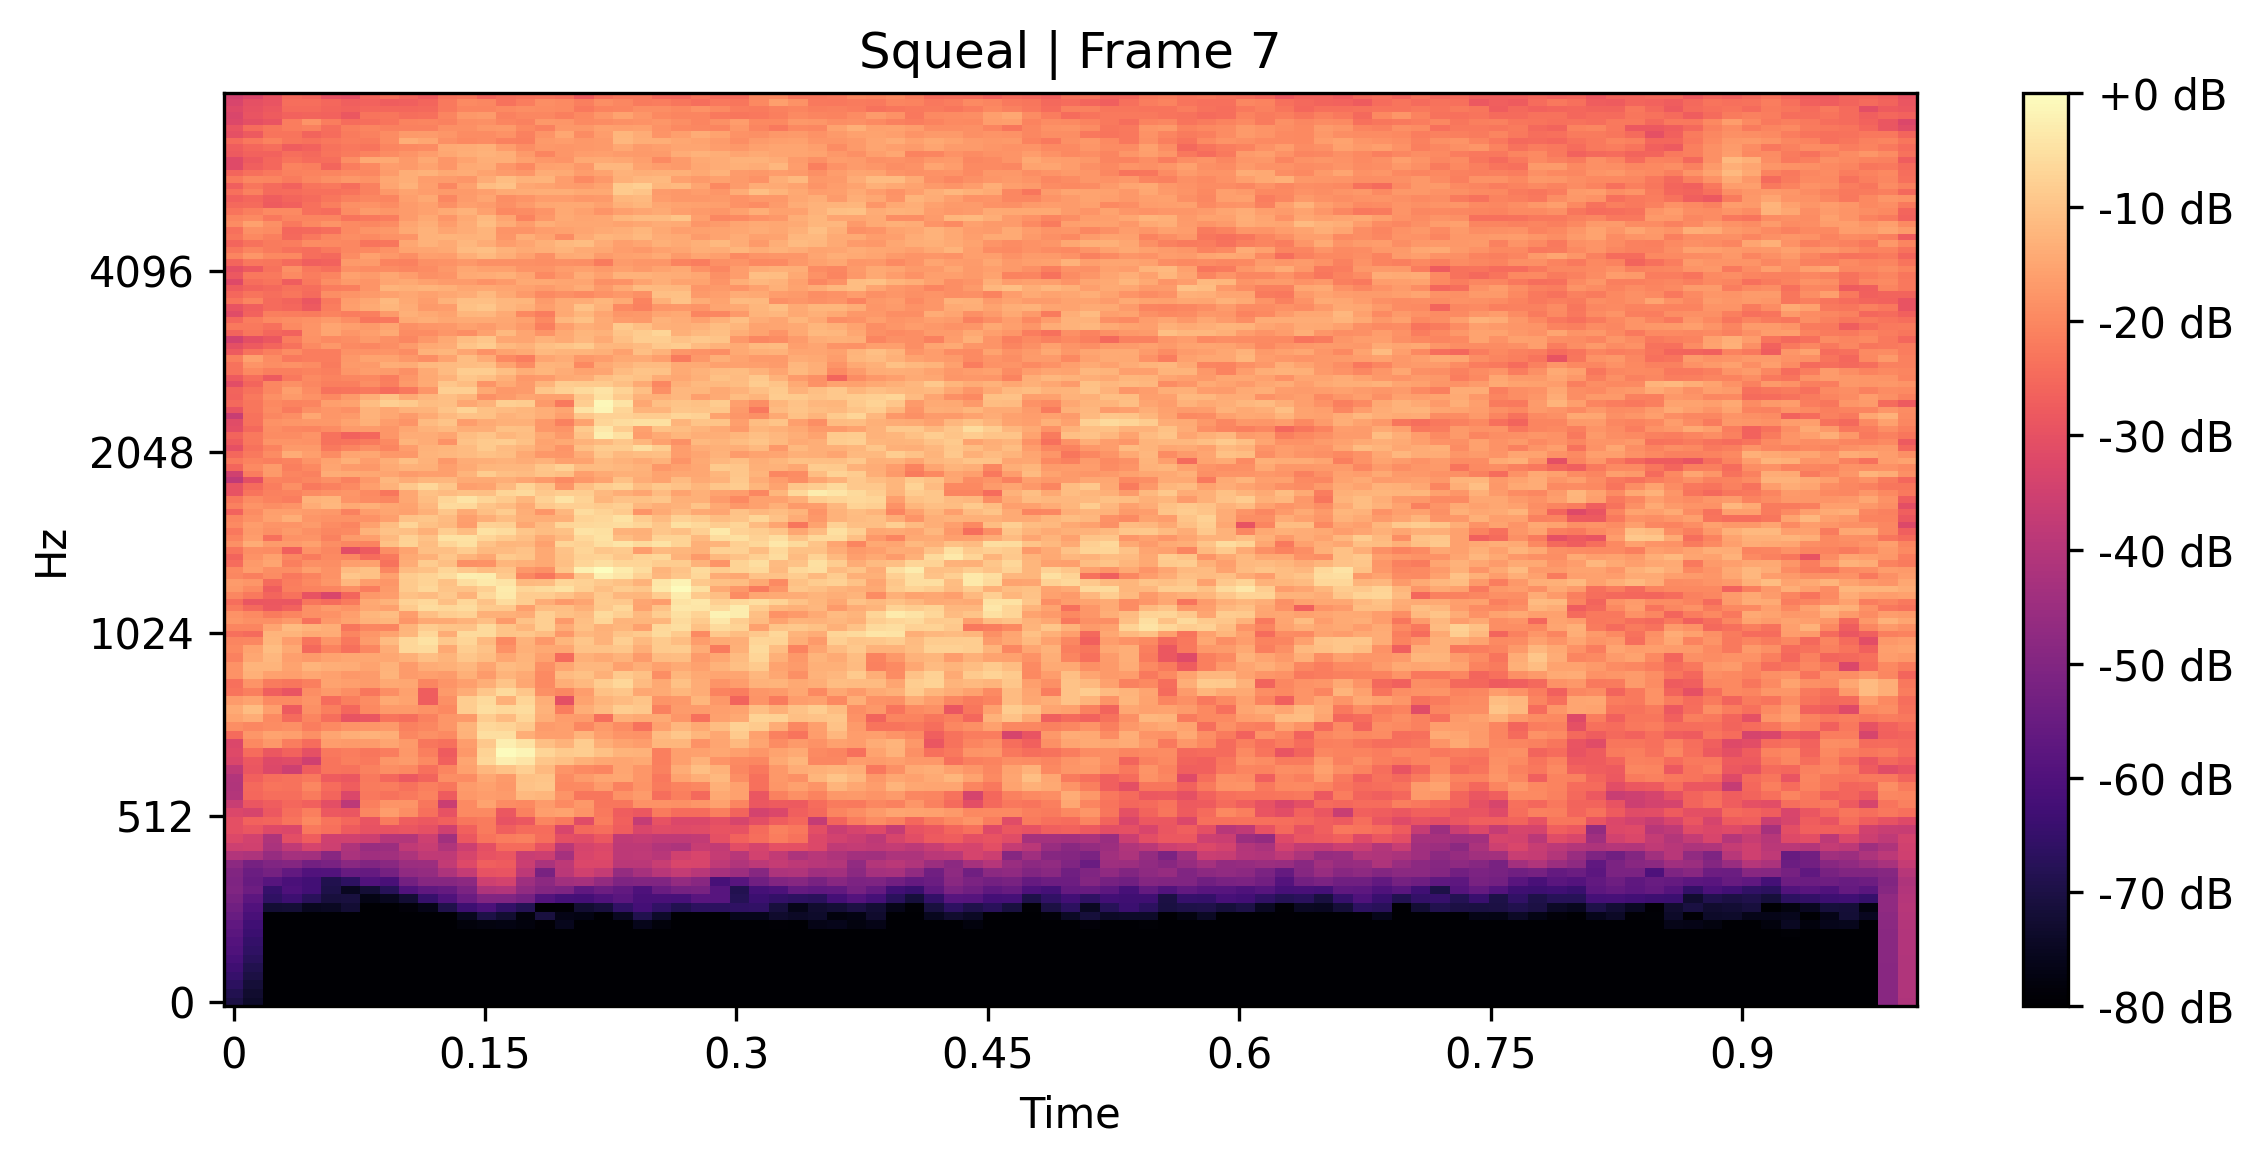 Squeal | Frame 7
+0 dB
-10 dB
-20 dB
-30 dB
-40 dB
-50 dB
-60 dB
-70 dB
-80 dB
4096
2048
1024
512
0
Hz
0 0.15 0.3 0.45 0.6 0.75 0.9
Time